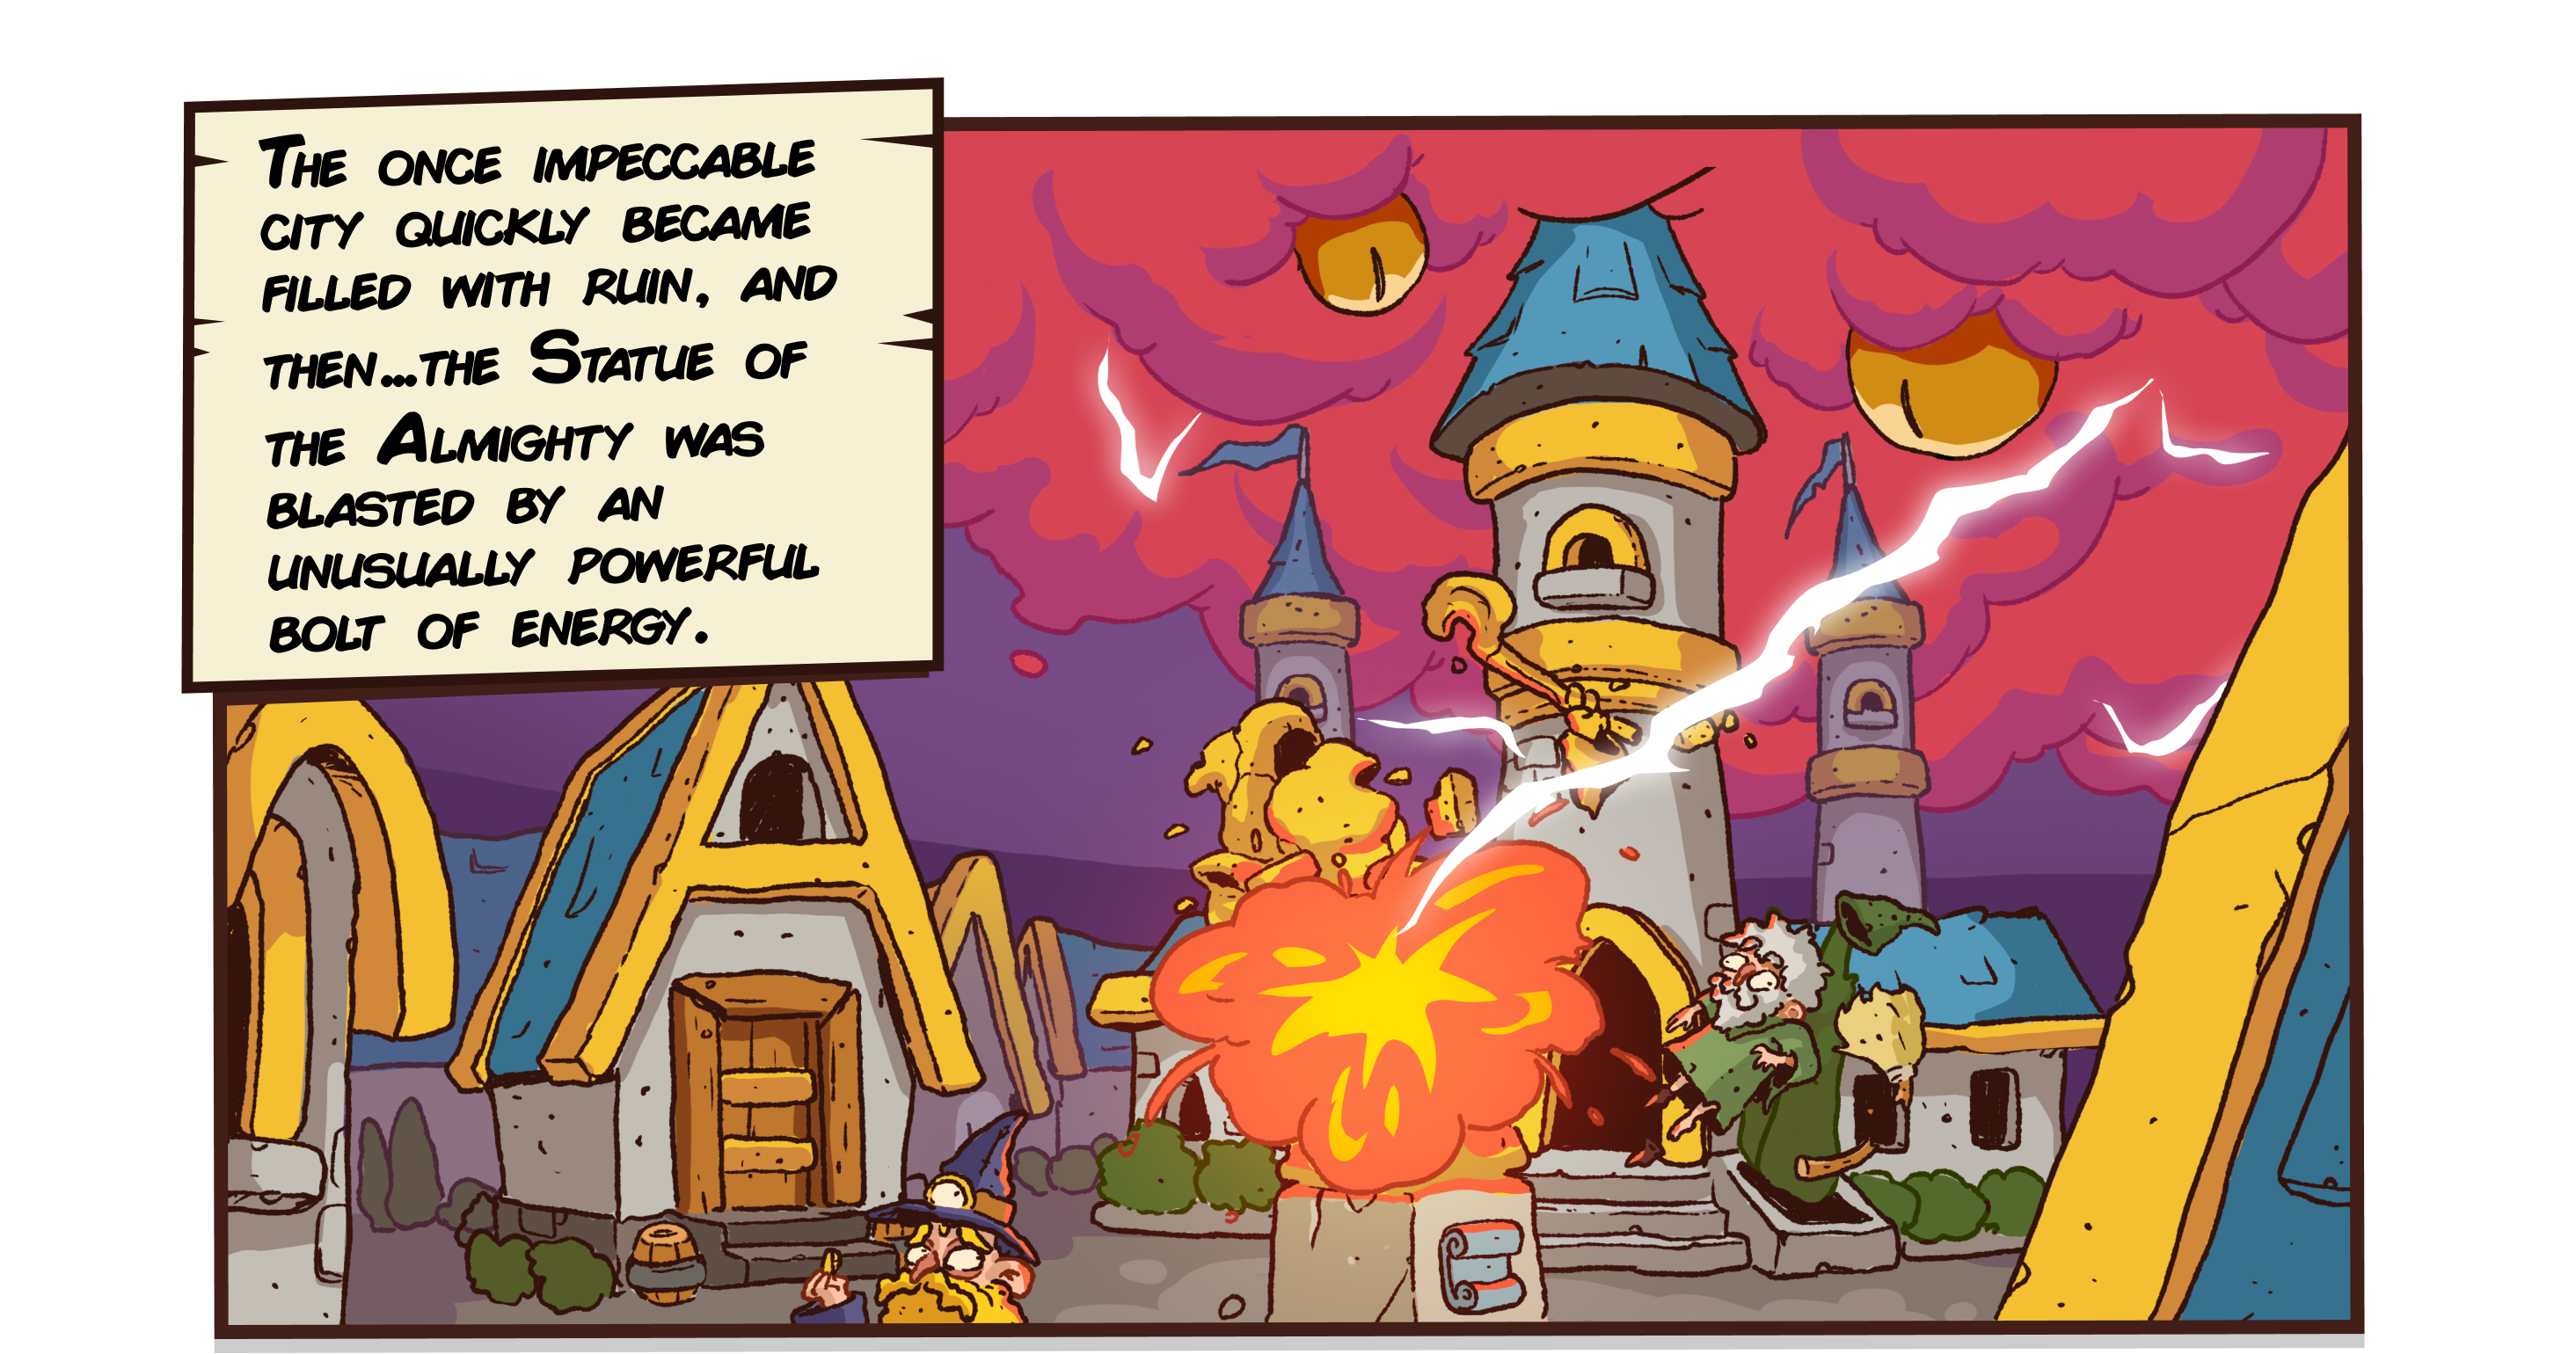 The once impeccable
city quickly became
filled with ruin, and
then...the Statue of
the Almighty was
blasted by an
unusually powerful
bolt of energy.